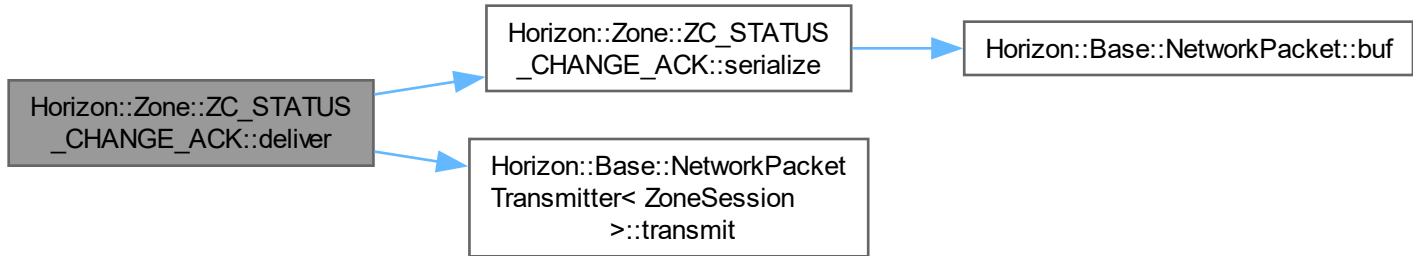 Horizon::Zone::ZC_STATUS
_CHANGE_ACK::deliver
Horizon::Zone::ZC_STATUS
_CHANGE_ACK::serialize
Horizon::Base::NetworkPacket::buf
Horizon::Base::NetworkPacket
Transmitter< ZoneSession
>::transmit